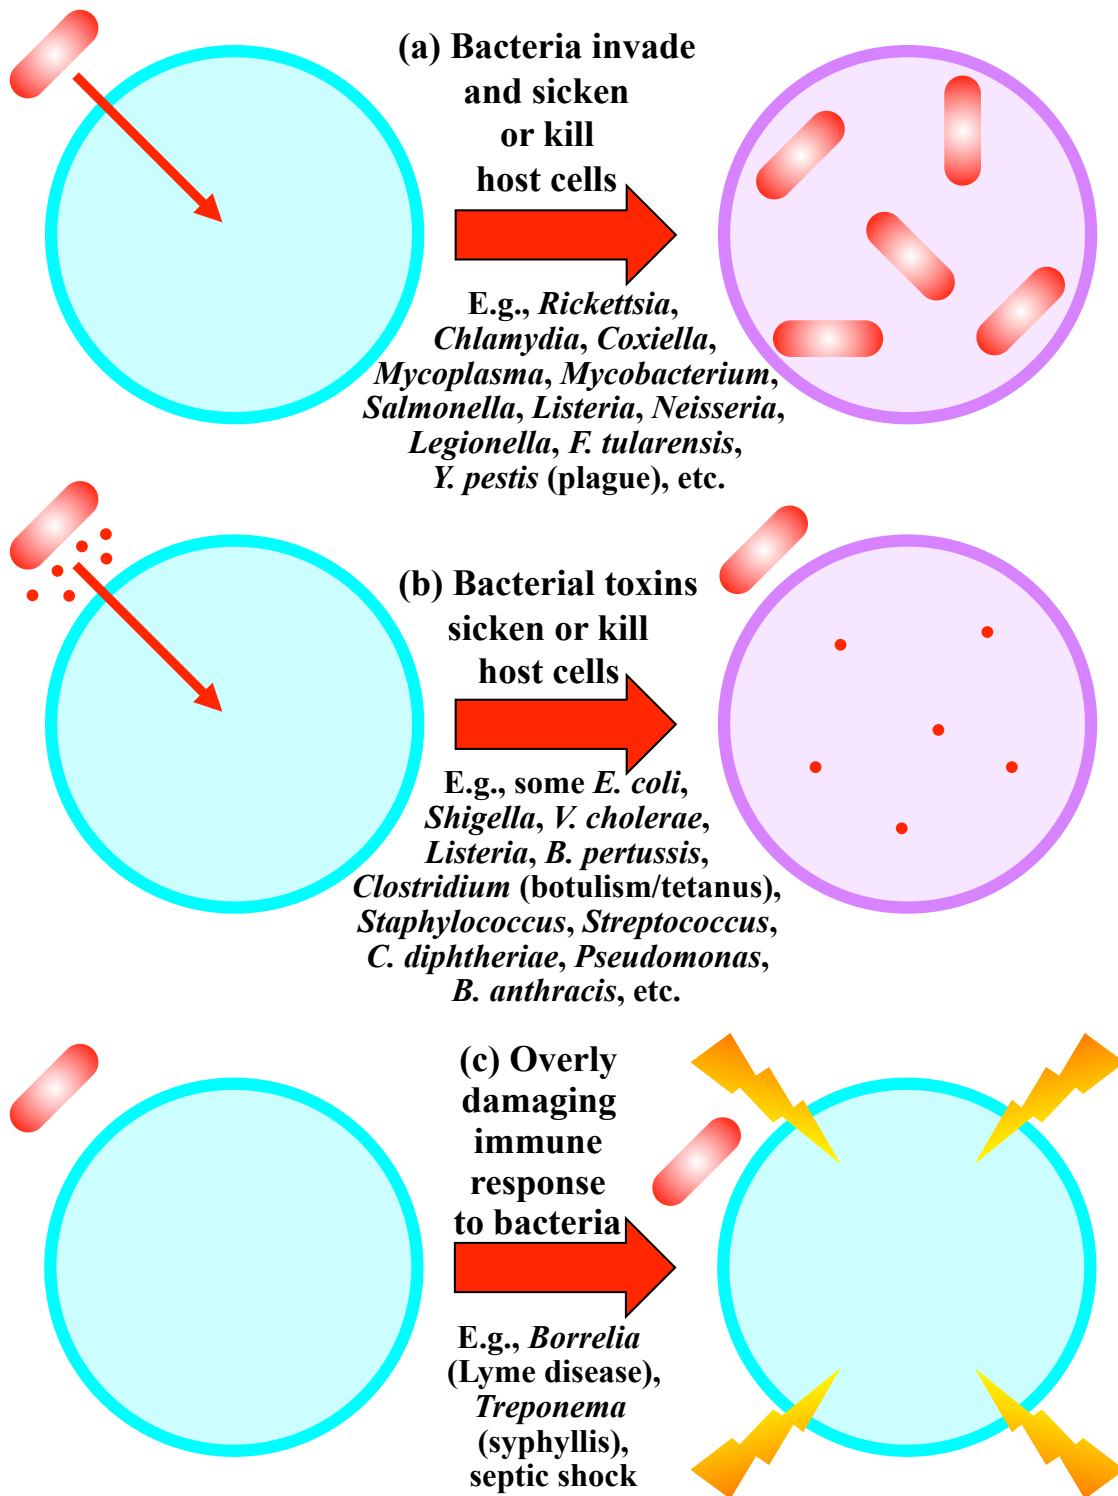 (a) Bacteria invade
and sicken
or kill
host cells
E.g., Rickettsia,
Chlamydia, Coxiella,
Mycoplasma, Mycobacterium,
Salmonella, Listeria, Neisseria,
Legionella, F. tularensis,
Y. pestis (plague), etc.
(b) Bacterial toxins
sicken or kill
host cells
E.g., some E. coli,
Shigella, V. cholerae,
Listeria, B. pertussis,
Clostridium (botulism/tetanus),
Staphylococcus, Streptococcus,
C. diphtheriae, Pseudomonas,
B. anthracis, etc.
(c) Overly
damaging
immune
response
to bacteria
E.g., Borrelia
(Lyme disease),
Treponema
(syphyllis),
septic shock